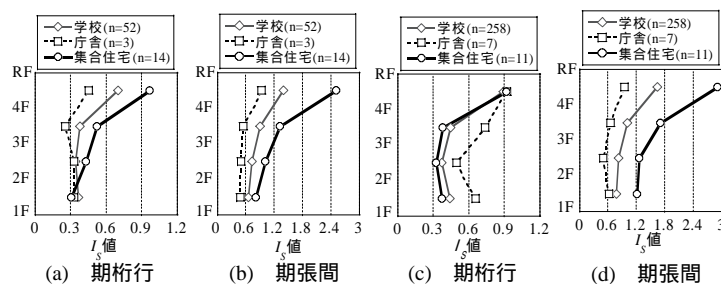 学校(n=52)
庁舎(n=3)
集合住宅(n=14)
RF
4F
3F
2F
1F
0 0.3 0.6 0.9 1.2
Is値
(a) 期桁行
学校(n=52)
庁舎(n=3)
集合住宅(n=14)
RF
4F
3F
2F
1F
0 0.6 1.2 1.8 2.4 3
Is値
(b) 期張間
学校(n=258)
庁舎(n=7)
集合住宅(n=11)
RF
4F
3F
2F
1F
0 0.3 0.6 0.9 1.2
Is値
(c) 期桁行
学校(n=258)
庁舎(n=7)
集合住宅(n=11)
RF
4F
3F
2F
1F
0 0.6 1.2 1.8 2.4 3
Is値
(d) 期張間